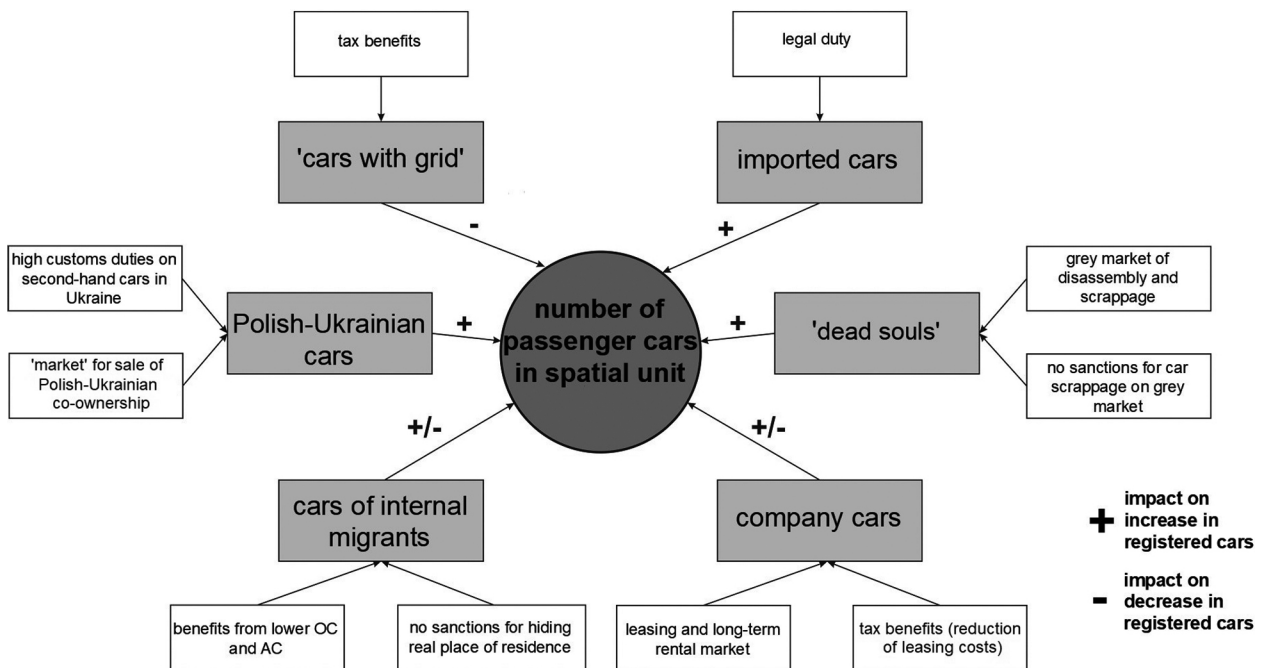 tax benefits
legal duty
'cars with grid'
imported cars
-
+
high customs duties on
second-hand cars in
Ukraine
grey market of
disassembly and
scrappage
Polish-Ukrainian
cars
+
number of
passenger cars
in spatial unit
+
'dead souls'
'market' for sale of
Polish-Ukrainian
co-ownership
no sanctions for car
scrappage on grey
market
+/-
+/-
cars of internal
migrants
company cars
benefits from lower OC
and AC
no sanctions for hiding
real place of residence
leasing and long-term
rental market
tax benefits (reduction
of leasing costs)
+ impact on
increase in
registered cars
- impact on
decrease in
registered cars